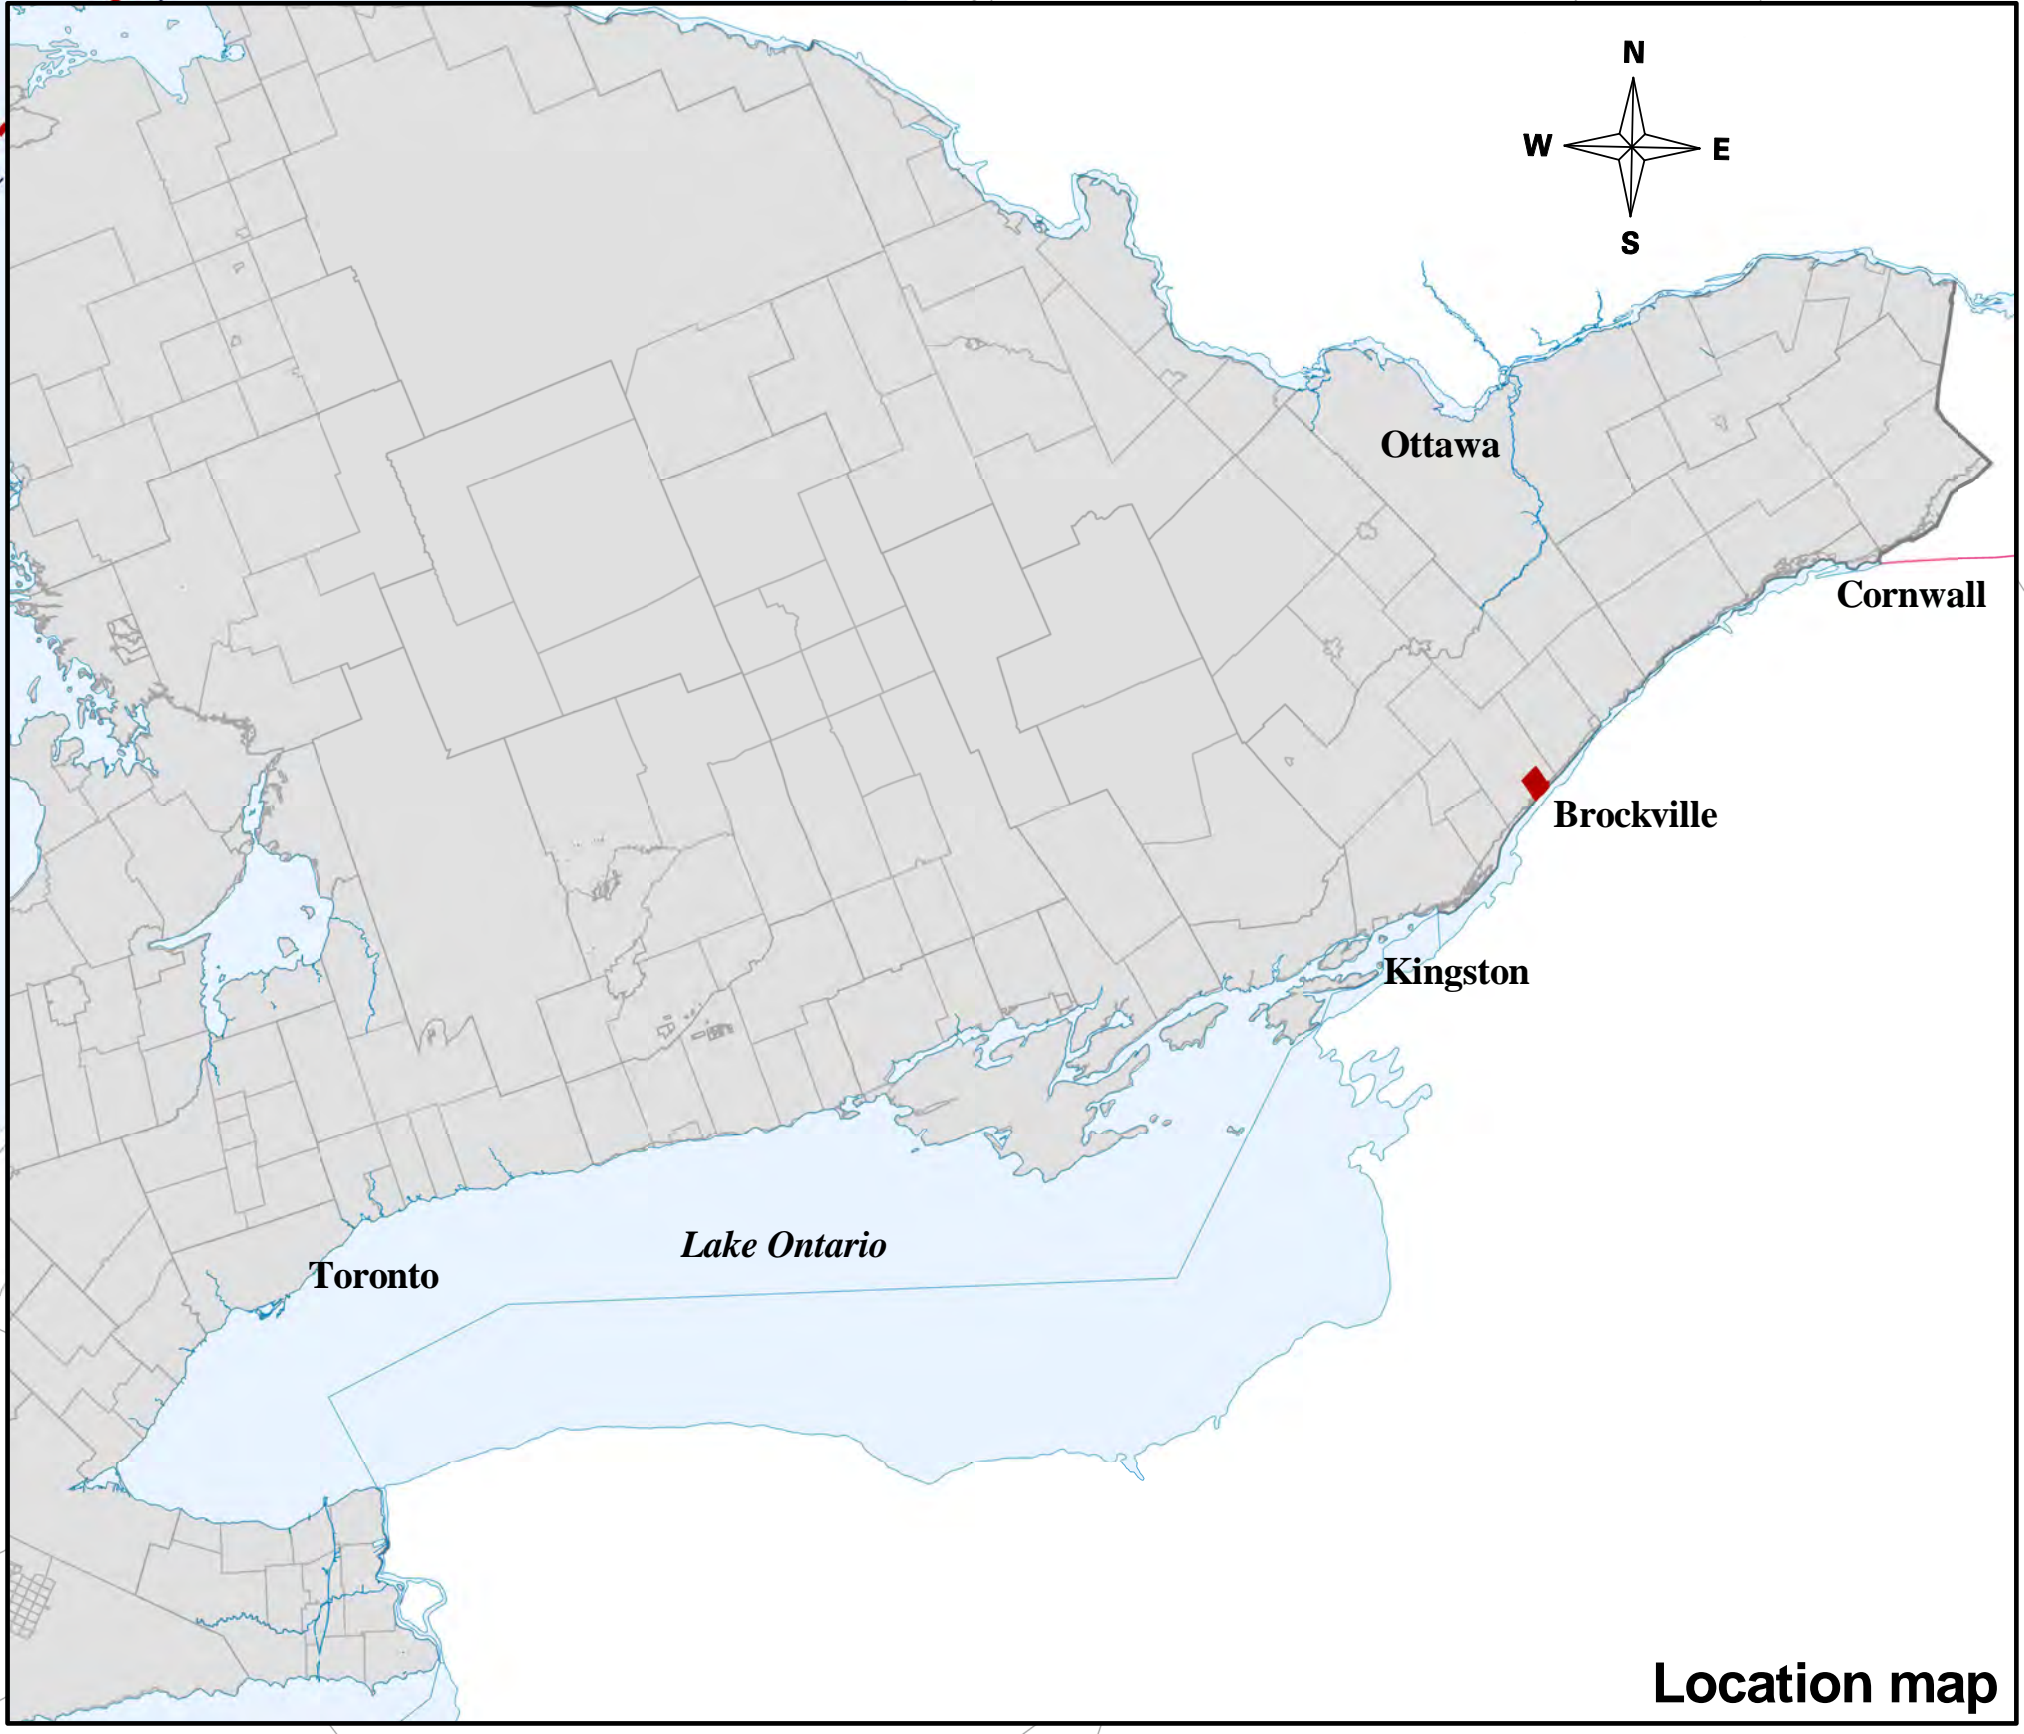 N
W E
S
Ottawa
Cornwall
Brockville
Kingston
Lake Ontario
Toronto
Location map